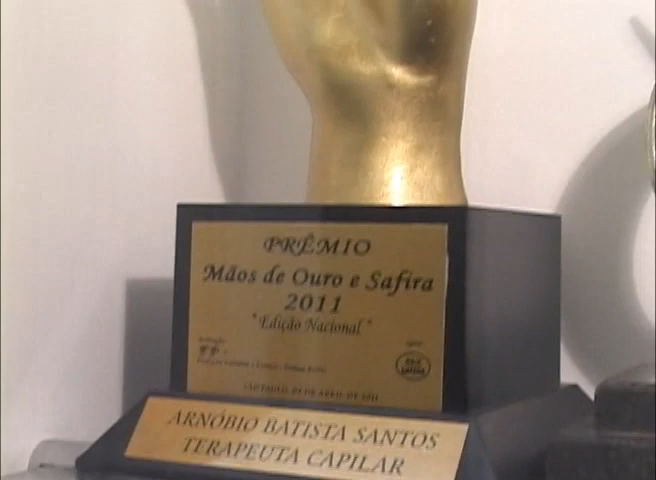 PRÊMIO
Mãos de Ouro e Safira
2011
"Edição Nacional"
ARNÓBIO BATISTA SANTOS
TERAPEUTA CAPILAR